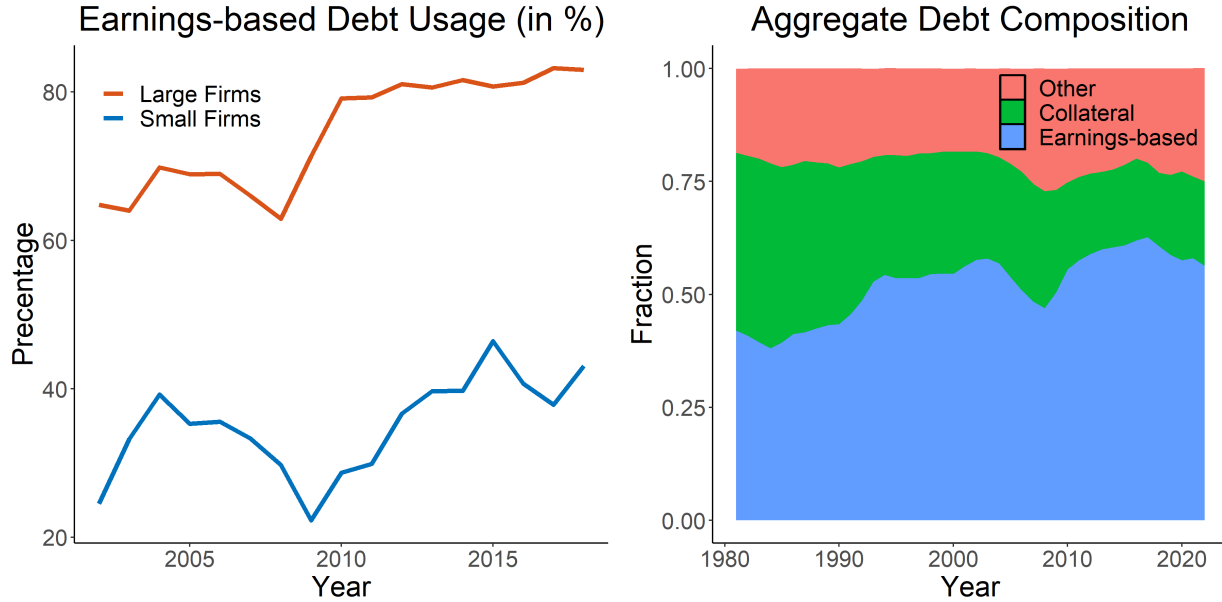 Earnings-based Debt Usage (in %)
Large Firms
Small Firms
Precentage
80
60
40
20
2005
2010
2015
Year
Aggregate Debt Composition
Other
Collateral
Earnings-based
Fraction
1.00
0.75
0.50
0.25
0.00
1980
1990
2000
2010
2020
Year